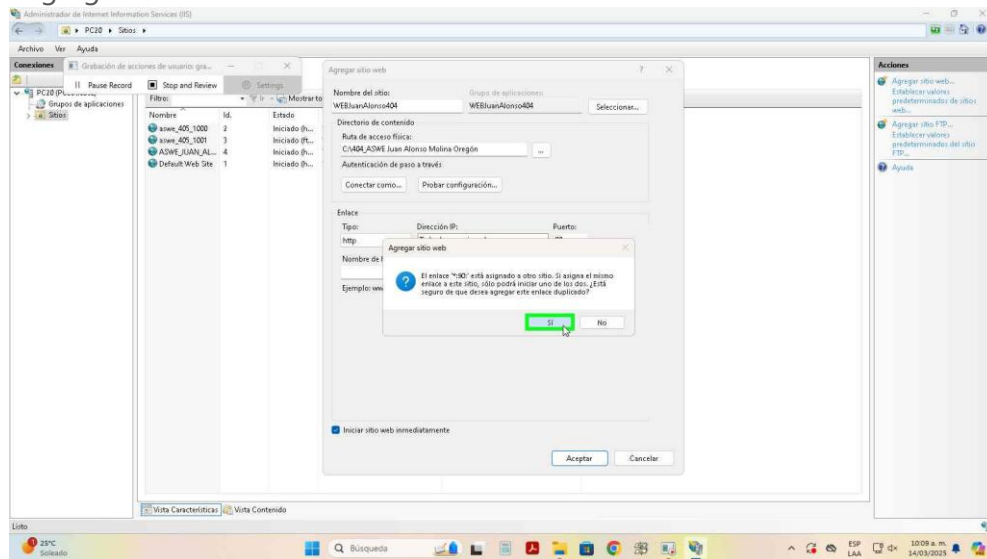 Administrador de Internet Information Services (IIS)
PC20 ▸ Sitios ▸
Archivo Ver Ayuda
Conexiones
Grabación de acciones de usuario: gra...
Pause Record Stop and Review Settings
PC20
Grupos de aplicaciones
Sitios
Filtro: Ir Mostrar to
Nombre Id. Estado
aswe_405_1000 2 Iniciado (h...
aswe_405_1001 3 Iniciado (ft...
ASWE_JUAN_AL... 4 Iniciado (h...
Default Web Site 1 Iniciado (h...
Agregar sitio web
Nombre del sitio: Grupo de aplicaciones:
WEBJuanAlonso404 WEBJuanAlonso404 Seleccionar...
Directorio de contenido
Ruta de acceso física:
C:\404_ASWE Juan Alonso Molina Oregón ...
Autenticación de paso a través
Conectar como... Probar configuración...
Enlace
Tipo: Dirección IP: Puerto:
http
Nombre de
Ejemplo: ww
Agregar sitio web
El enlace '*:90:' está asignado a otro sitio. Si asigna el mismo
enlace a este sitio, sólo podrá iniciar uno de los dos. ¿Está
seguro de que desea agregar este enlace duplicado?
Sí No
Iniciar sitio web inmediatamente
Aceptar Cancelar
Acciones
Agregar sitio web...
Establecer valores
predeterminados de sitios
web...
Agregar sitio FTP...
Establecer valores
predeterminados del sitio
FTP...
Ayuda
Vista Características Vista Contenido
Listo
25°C
Soleado
Búsqueda
ESP
LAA
10:09 a. m.
14/03/2025